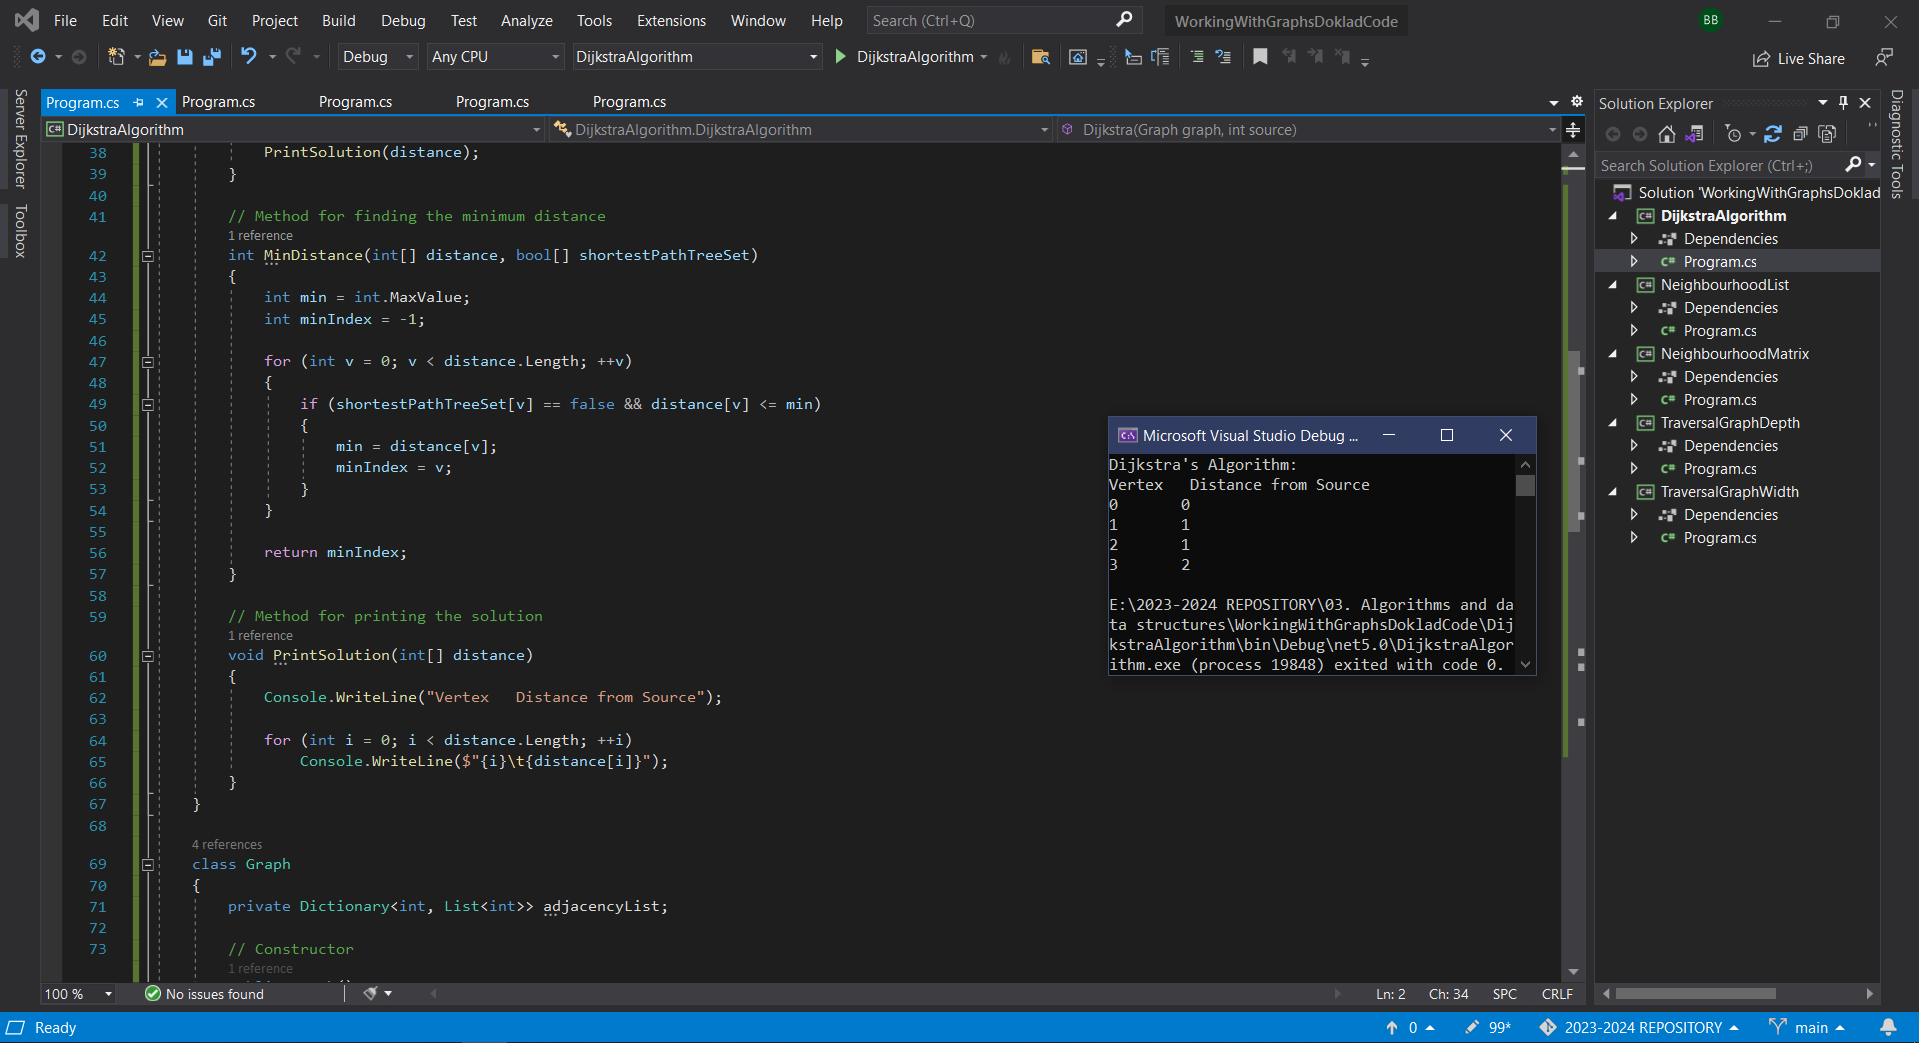 File Edit View Git Project Build Debug Test Analyze Tools Extensions Window Help Search (Ctrl+Q) WorkingWithGraphsDokladCode BB
Debug Any CPU DijkstraAlgorithm DijkstraAlgorithm Live Share
Server Explorer
Toolbox
Program.cs Program.cs Program.cs Program.cs Program.cs
C# DijkstraAlgorithm DijkstraAlgorithm.DijkstraAlgorithm Dijkstra(Graph graph, int source)
38 PrintSolution(distance);
39 }
40
41 // Method for finding the minimum distance
1 reference
42 int MinDistance(int[] distance, bool[] shortestPathTreeSet)
43 {
44 int min = int.MaxValue;
45 int minIndex = -1;
46
47 for (int v = 0; v < distance.Length; ++v)
48 {
49 if (shortestPathTreeSet[v] == false && distance[v] <= min)
50 {
51 min = distance[v];
52 minIndex = v;
53 }
54 }
55
56 return minIndex;
57 }
58
59 // Method for printing the solution
1 reference
60 void PrintSolution(int[] distance)
61 {
62 Console.WriteLine("Vertex   Distance from Source");
63
64 for (int i = 0; i < distance.Length; ++i)
65 Console.WriteLine($"{i}\t{distance[i]}");
66 }
67 }
68
4 references
69 class Graph
70 {
71 private Dictionary<int, List<int>> adjacencyList;
72
73 // Constructor
1 reference
Microsoft Visual Studio Debug ...
Dijkstra's Algorithm:
Vertex   Distance from Source
0 0
1 1
2 1
3 2
E:\2023-2024 REPOSITORY\03. Algorithms and da
ta structures\WorkingWithGraphsDokladCode\Dij
kstraAlgorithm\bin\Debug\net5.0\DijkstraAlgor
ithm.exe (process 19848) exited with code 0.
Solution Explorer
Search Solution Explorer (Ctrl+;)
Solution 'WorkingWithGraphsDoklad
C# DijkstraAlgorithm
Dependencies
C# Program.cs
C# NeighbourhoodList
Dependencies
C# Program.cs
C# NeighbourhoodMatrix
Dependencies
C# Program.cs
C# TraversalGraphDepth
Dependencies
C# Program.cs
C# TraversalGraphWidth
Dependencies
C# Program.cs
Diagnostic Tools
100 % No issues found Ln: 2 Ch: 34 SPC CRLF
Ready 0 99* 2023-2024 REPOSITORY main